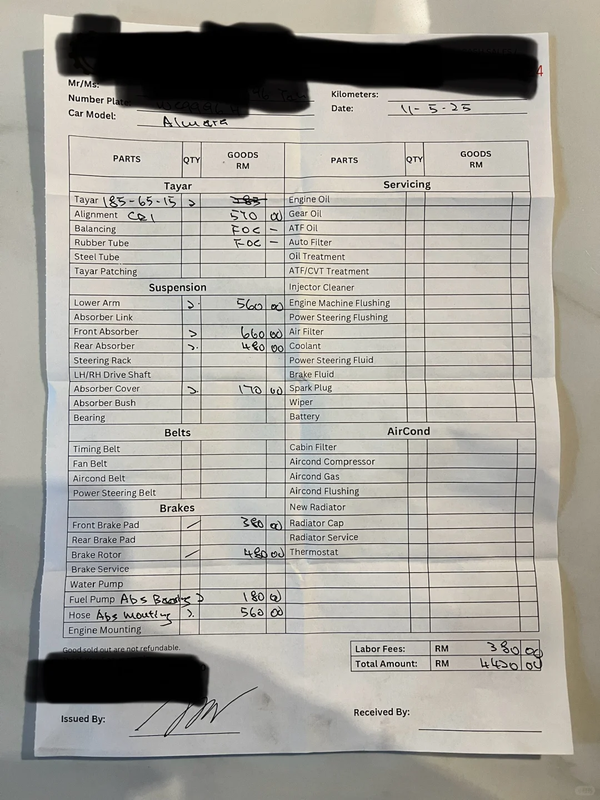 Mr/Ms:
Number Plate:
Car Model: Almera
Kilometers:
Date: 11-5-25
PARTS QTY GOODS RM PARTS QTY GOODS RM
Tayar Servicing
Tayar 185-65-15 Engine Oil
Alignment 570 00 Gear Oil
Balancing FOC - ATF Oil
Rubber Tube FOC - Auto Filter
Steel Tube Oil Treatment
Tayar Patching ATF/CVT Treatment
Suspension Injector Cleaner
Lower Arm 2 560 00 Engine Machine Flushing
Absorber Link Power Steering Flushing
Front Absorber 2 660 00 Air Filter
Rear Absorber 2 480 00 Coolant
Steering Rack Power Steering Fluid
LH/RH Drive Shaft Brake Fluid
Absorber Cover 2 170 00 Spark Plug
Absorber Bush Wiper
Bearing Battery
Belts AirCond
Timing Belt Cabin Filter
Fan Belt Aircond Compressor
Aircond Belt Aircond Gas
Power Steering Belt Aircond Flushing
Brakes New Radiator
Front Brake Pad / 380 00 Radiator Cap
Rear Brake Pad Radiator Service
Brake Rotor / 480 00 Thermostat
Brake Service
Water Pump
Fuel Pump Abs 2 180 00
Hose Abs Mouting 2 560 00
Engine Mounting
Good sold out are not refundable.
Labor Fees: RM 380.00
Total Amount: RM 4420 00
Issued By:
Received By:
4